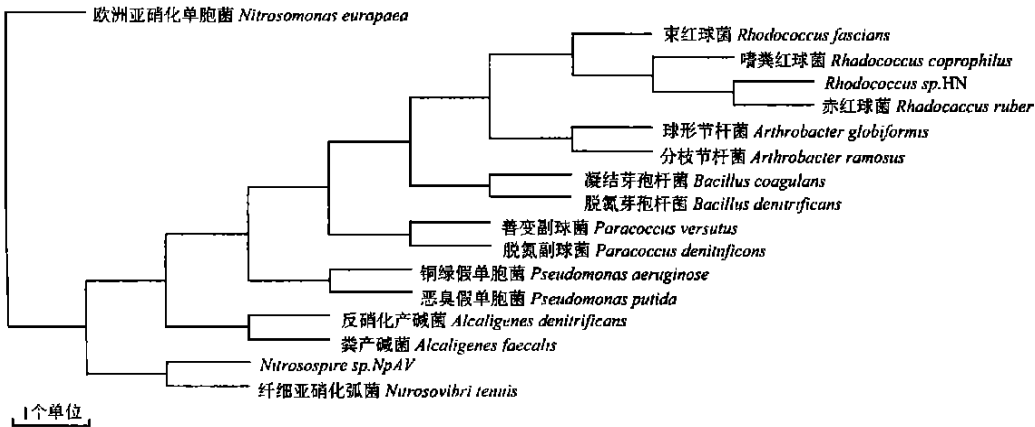 欧洲亚硝化单胞菌 Nitrosomonas europaea
束红球菌 Rhodococcus fascians
嗜粪红球菌 Rhadococcus coprophilus
Rhodococcus sp.HN
赤红球菌 Rhadocaccus ruber
球形节杆菌 Arthrobacter globiformis
分枝节杆菌 Arthrobacter ramosus
凝结芽孢杆菌 Bacillus coagulans
脱氮芽孢杆菌 Bacillus denitrificans
善变副球菌 Paracoccus versutus
脱氮副球菌 Paracoccus denituficons
铜绿假单胞菌 Pseudomonas aeruginose
恶臭假单胞菌 Pseudomonas putida
反硝化产碱菌 Alcaligenes denitrificans
粪产碱菌 Alcaligenes faecalis
Nitrosospire sp.NpAV
纤细亚硝化弧菌 Nitrosovibri tenuis
1个单位